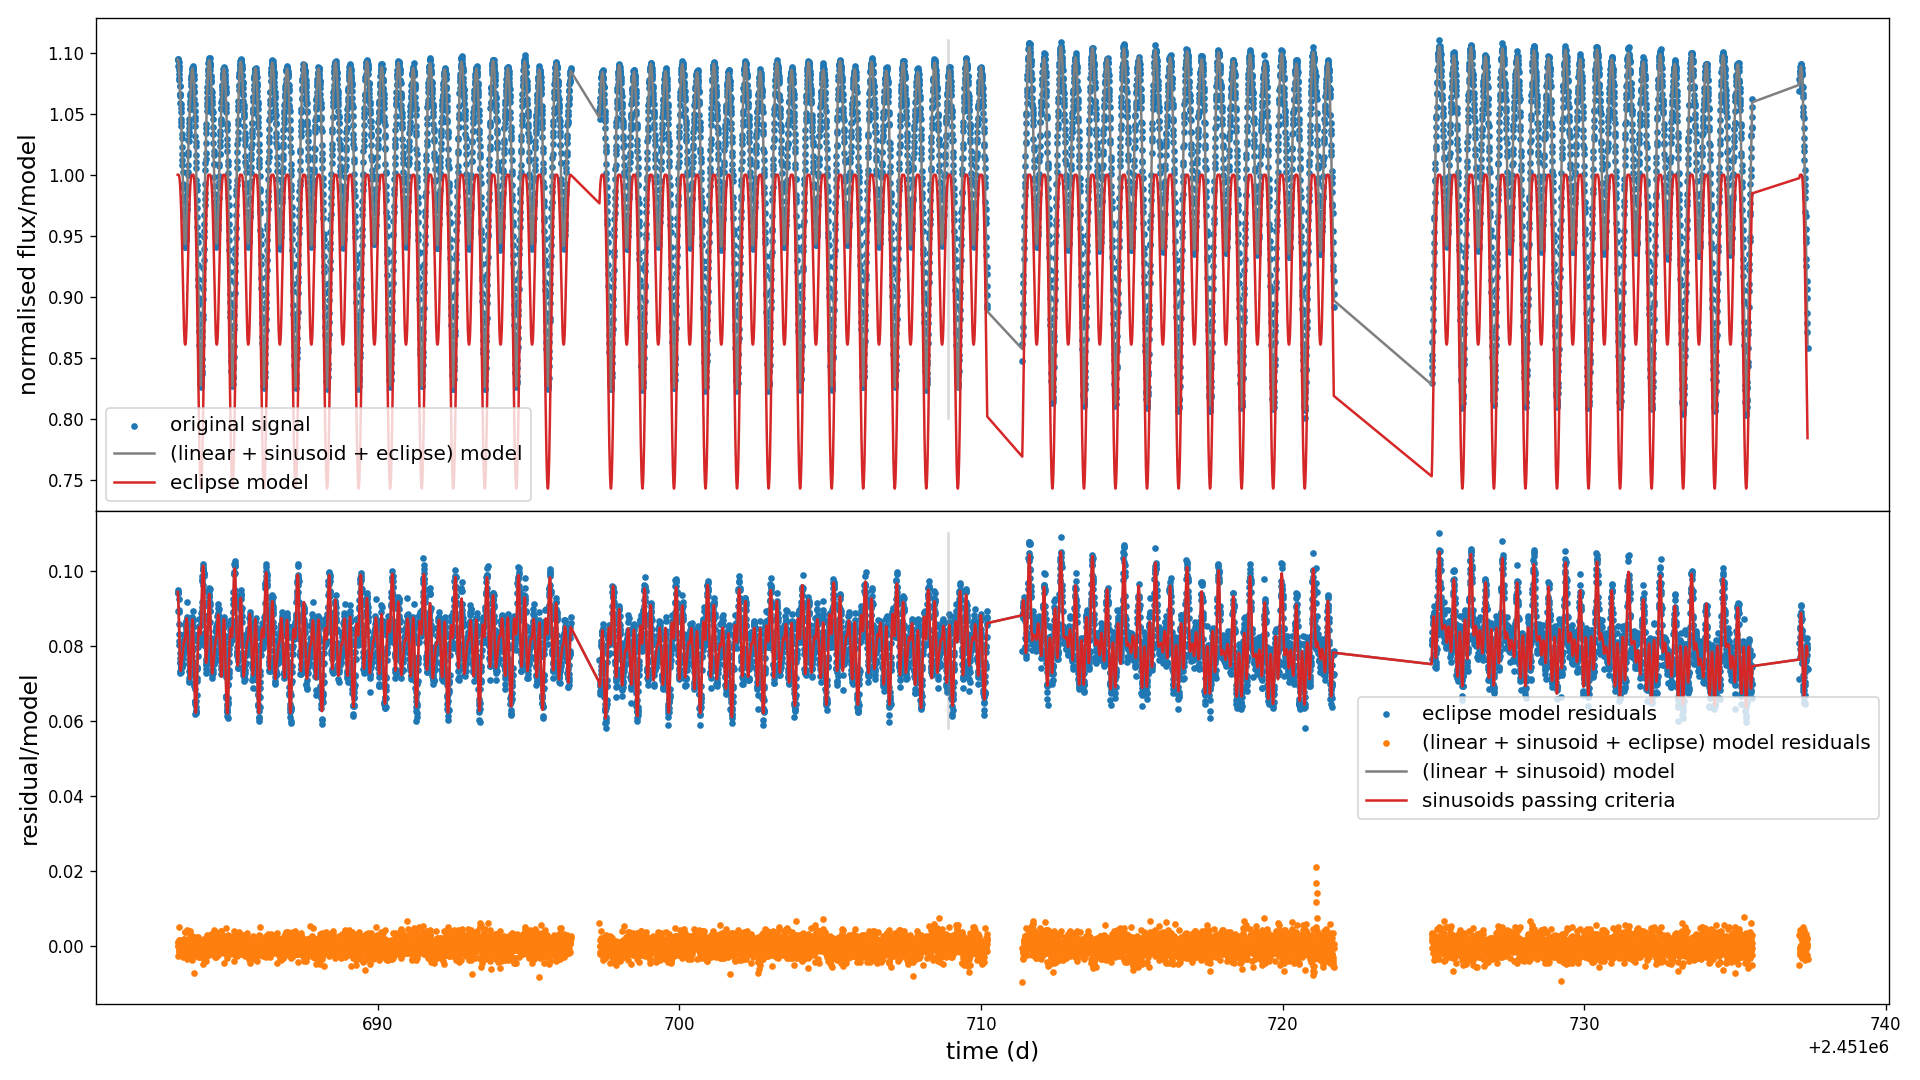 normalised flux/model
1.10
1.05
1.00
0.95
0.90
0.85
0.80
0.75
original signal
(linear + sinusoid + eclipse) model
eclipse model
residual/model
0.10
0.08
0.06
0.04
0.02
0.00
eclipse model residuals
(linear + sinusoid + eclipse) model residuals
(linear + sinusoid) model
sinusoids passing criteria
690 700 710 720 730 740
time (d)
+2.451e6